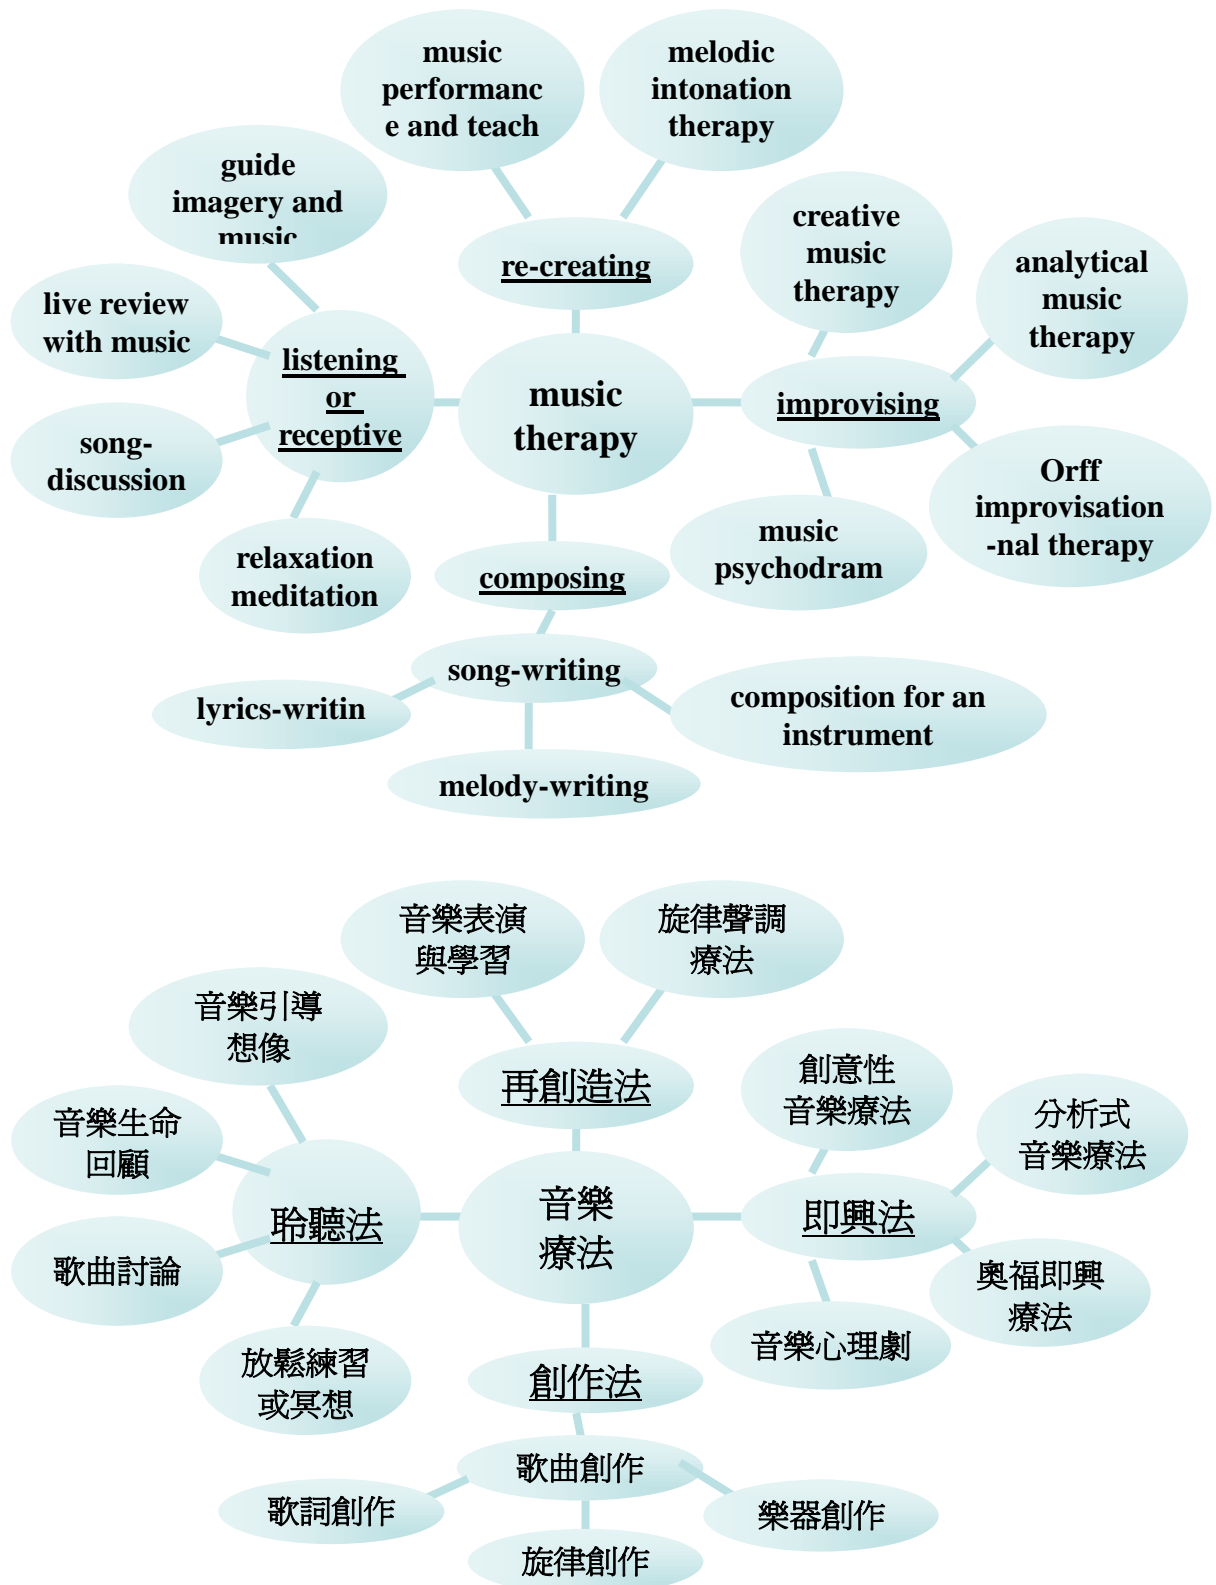 music
performanc
e and teach
melodic
intonation
therapy
guide
imagery and
music
re-creating
creative
music
therapy
analytical
music
therapy
live review
with music
listening
or
receptive
music
therapy
improvising
song-
discussion
Orff
improvisation
-nal therapy
relaxation
meditation
composing
music
psychodram
song-writing
lyrics-writin
composition for an
instrument
melody-writing
音樂表演
與學習
旋律聲調
療法
音樂引導
想像
再創造法
創意性
音樂療法
分析式
音樂療法
音樂生命
回顧
聆聽法
音樂
療法
即興法
歌曲討論
奧福即興
療法
放鬆練習
或冥想
創作法
音樂心理劇
歌曲創作
歌詞創作
樂器創作
旋律創作